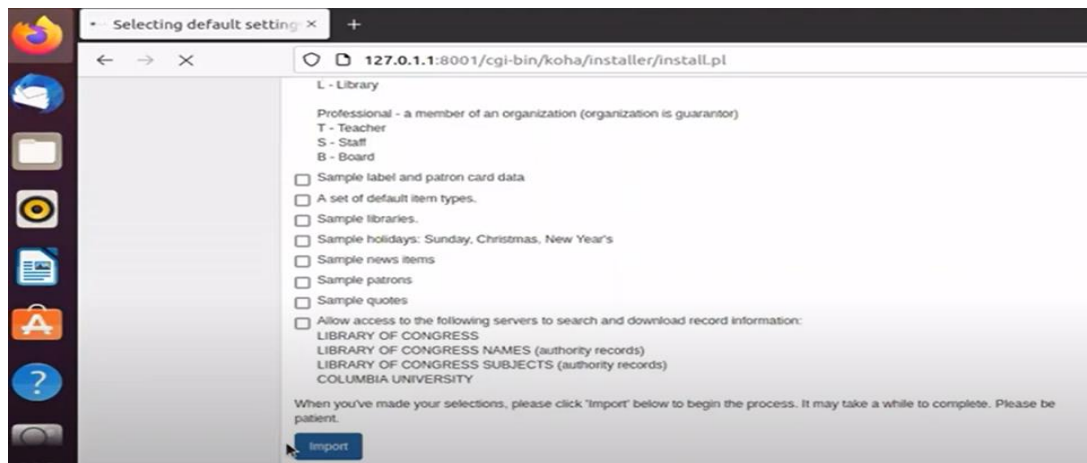 Selecting default setting
127.0.1.1:8001/cgi-bin/koha/installer/install.pl
L - Library
Professional - a member of an organization (organization is guarantor)
T - Teacher
S - Staff
B - Board
Sample label and patron card data
A set of default item types.
Sample libraries.
Sample holidays: Sunday, Christmas, New Year's
Sample news items
Sample patrons
Sample quotes
Allow access to the following servers to search and download record information:
LIBRARY OF CONGRESS
LIBRARY OF CONGRESS NAMES (authority records)
LIBRARY OF CONGRESS SUBJECTS (authority records)
COLUMBIA UNIVERSITY
When you've made your selections, please click 'Import' below to begin the process. It may take a while to complete. Please be
patient.
Import